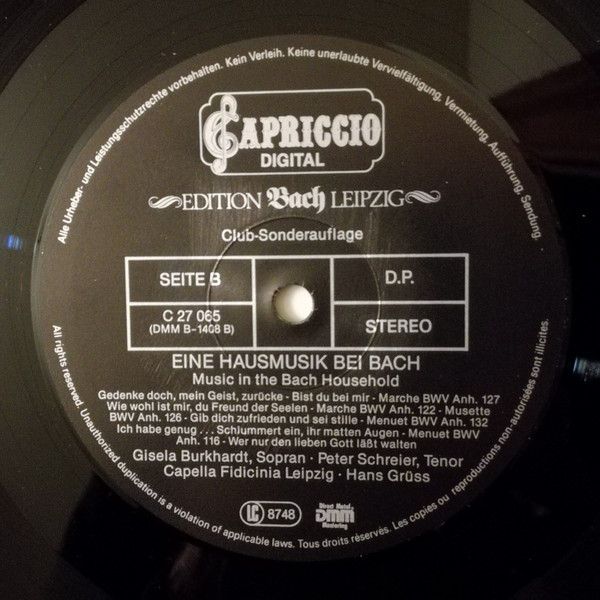 Alle Urheber- und Leistungsschutzrechte vorbehalten. Kein Verleih. Keine unerlaubte Vervielfältigung, Vermietung, Aufführung, Sendung.
CAPRICCIO
DIGITAL
EDITION Bach LEIPZIG
Club-Sonderauflage
SEITE B
D.P.
C 27 065
(DMM B-1408 B)
STEREO
EINE HAUSMUSIK BEI BACH
Music in the Bach Household
Gedenke doch, mein Geist, zurücke · Bist du bei mir · Marche BWV Anh. 127
Wie wohl ist mir, du Freund der Seelen · Marche BWV Anh. 122 · Musette
BWV Anh. 126 · Gib dich zufrieden und sei stille · Menuet BWV Anh. 132
Ich habe genug . . . Schlummert ein, ihr matten Augen · Menuet BWV
Anh. 116 · Wer nur den lieben Gott läßt walten
Gisela Burkhardt, Sopran · Peter Schreier, Tenor
Capella Fidicinia Leipzig · Hans Grüss
LC 8748
Direct Metal
DMM
Mastering
All rights reserved. Unauthorized duplication is a violation of applicable laws. Tous droits réservés. Les copies ou reproductions non-autorisées sont illicites.